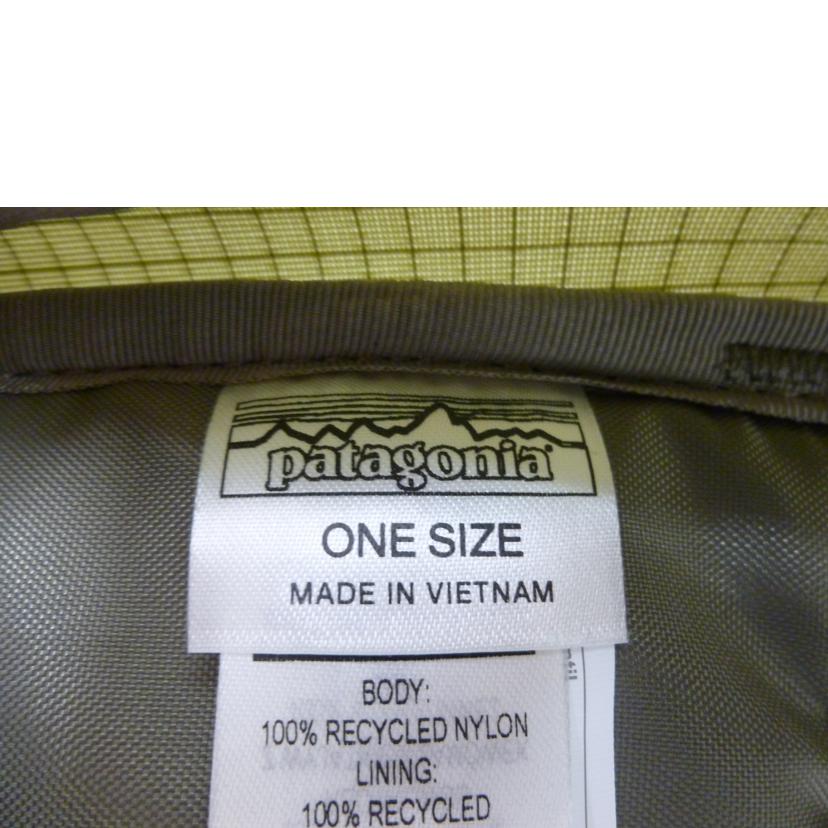 patagonia
ONE SIZE
MADE IN VIETNAM
BODY:
100% RECYCLED NYLON
LINING:
100% RECYCLED